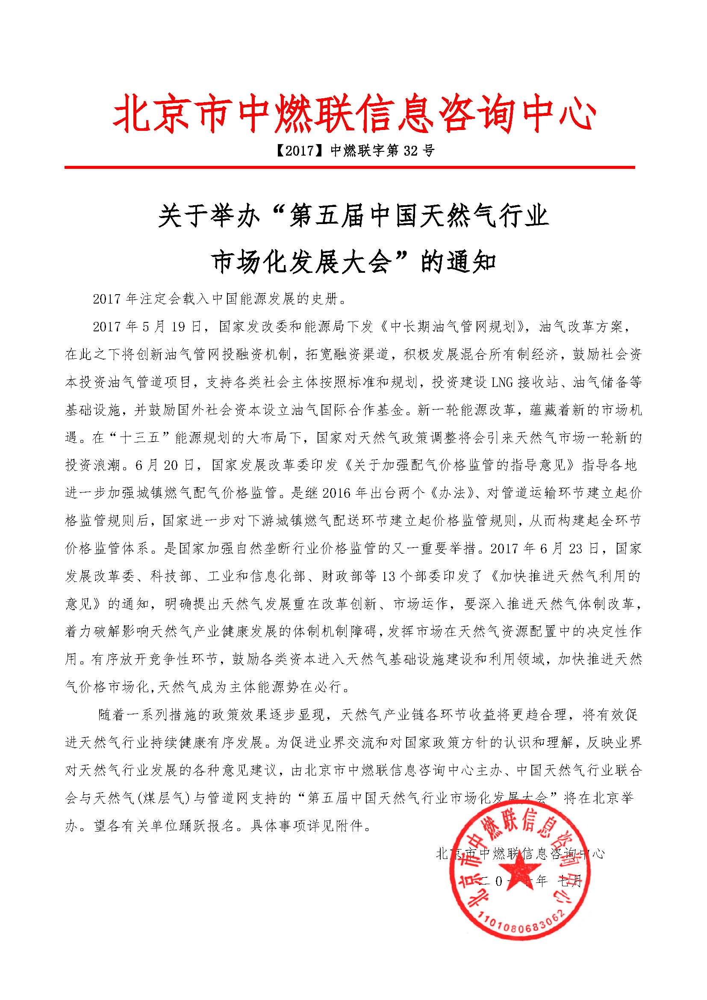 北京市中燃联信息咨询中心
【2017】中燃联字第 32 号
关于举办“第五届中国天然气行业
市场化发展大会”的通知
2017 年注定会载入中国能源发展的史册。
2017 年 5 月 19 日，国家发改委和能源局下发《中长期油气管网规划》，油气改革方案，
在此之下将创新油气管网投融资机制，拓宽融资渠道，积极发展混合所有制经济，鼓励社会资
本投资油气管道项目，支持各类社会主体按照标准和规划，投资建设 LNG 接收站、油气储备等
基础设施，并鼓励国外社会资本设立油气国际合作基金。新一轮能源改革，蕴藏着新的市场机
遇。在“十三五”能源规划的大布局下，国家对天然气政策调整将会引来天然气市场一轮新的
投资浪潮。6 月 20 日，国家发展改革委印发《关于加强配气价格监管的指导意见》指导各地
进一步加强城镇燃气配气价格监管。是继 2016 年出台两个《办法》、对管道运输环节建立起价
格监管规则后，国家进一步对下游城镇燃气配送环节建立起价格监管规则，从而构建起全环节
价格监管体系。是国家加强自然垄断行业价格监管的又一重要举措。2017 年 6 月 23 日，国家
发展改革委、科技部、工业和信息化部、财政部等 13 个部委印发了《加快推进天然气利用的
意见》的通知，明确提出天然气发展重在改革创新、市场运作，要深入推进天然气体制改革，
着力破解影响天然气产业健康发展的体制机制障碍，发挥市场在天然气资源配置中的决定性作
用。有序放开竞争性环节，鼓励各类资本进入天然气基础设施建设和利用领域，加快推进天然
气价格市场化,天然气成为主体能源势在必行。
随着一系列措施的政策效果逐步显现，天然气产业链各环节收益将更趋合理，将有效促
进天然气行业持续健康有序发展。为促进业界交流和对国家政策方针的认识和理解，反映业界
对天然气行业发展的各种意见建议，由北京市中燃联信息咨询中心主办、中国天然气行业联合
会与天然气(煤层气)与管道网支持的“第五届中国天然气行业市场化发展大会”将在北京举
办。望各有关单位踊跃报名。具体事项详见附件。
北京市中燃联信息咨询中心
二0一七年 七月
北京市中燃联信息咨询中心
1101080683062